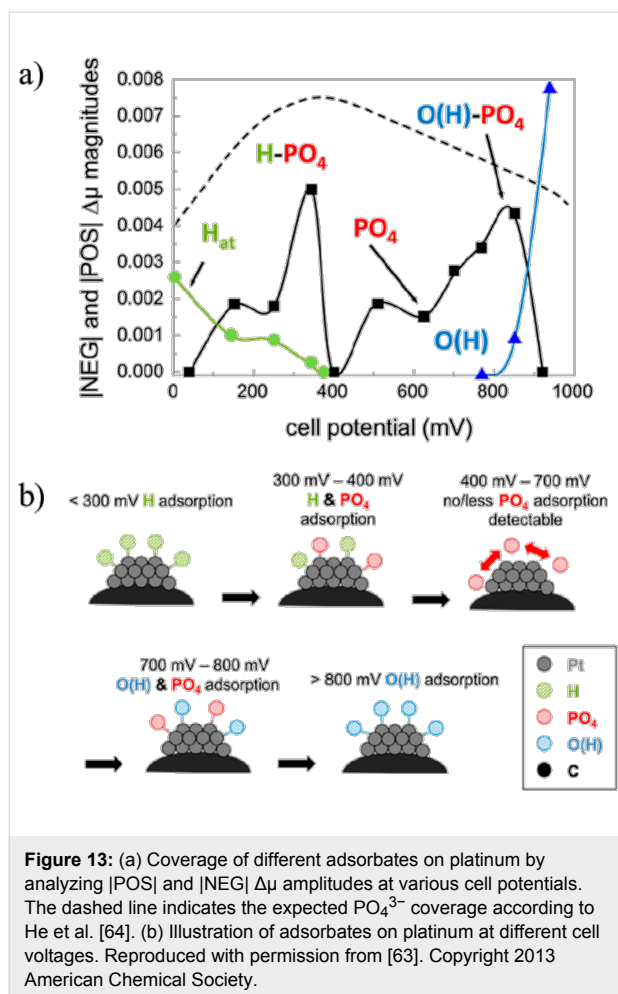 a)
|NEG| and |POS| Δμ magnitudes
0.008
0.007
0.006
0.005
0.004
0.003
0.002
0.001
0.000
O(H)-PO₄
H-PO₄
Hat
PO₄
O(H)
0 200 400 600 800 1000
cell potential (mV)
b)
< 300 mV H adsorption
300 mV – 400 mV
H & PO₄
adsorption
400 mV – 700 mV
no/less PO₄ adsorption
detectable
700 mV – 800 mV
O(H) & PO₄ adsorption
> 800 mV O(H) adsorption
Pt
H
PO₄
O(H)
C
Figure 13: (a) Coverage of different adsorbates on platinum by
analyzing |POS| and |NEG| Δμ amplitudes at various cell potentials.
The dashed line indicates the expected PO₄³⁻ coverage according to
He et al. [64]. (b) Illustration of adsorbates on platinum at different cell
voltages. Reproduced with permission from [63]. Copyright 2013
American Chemical Society.